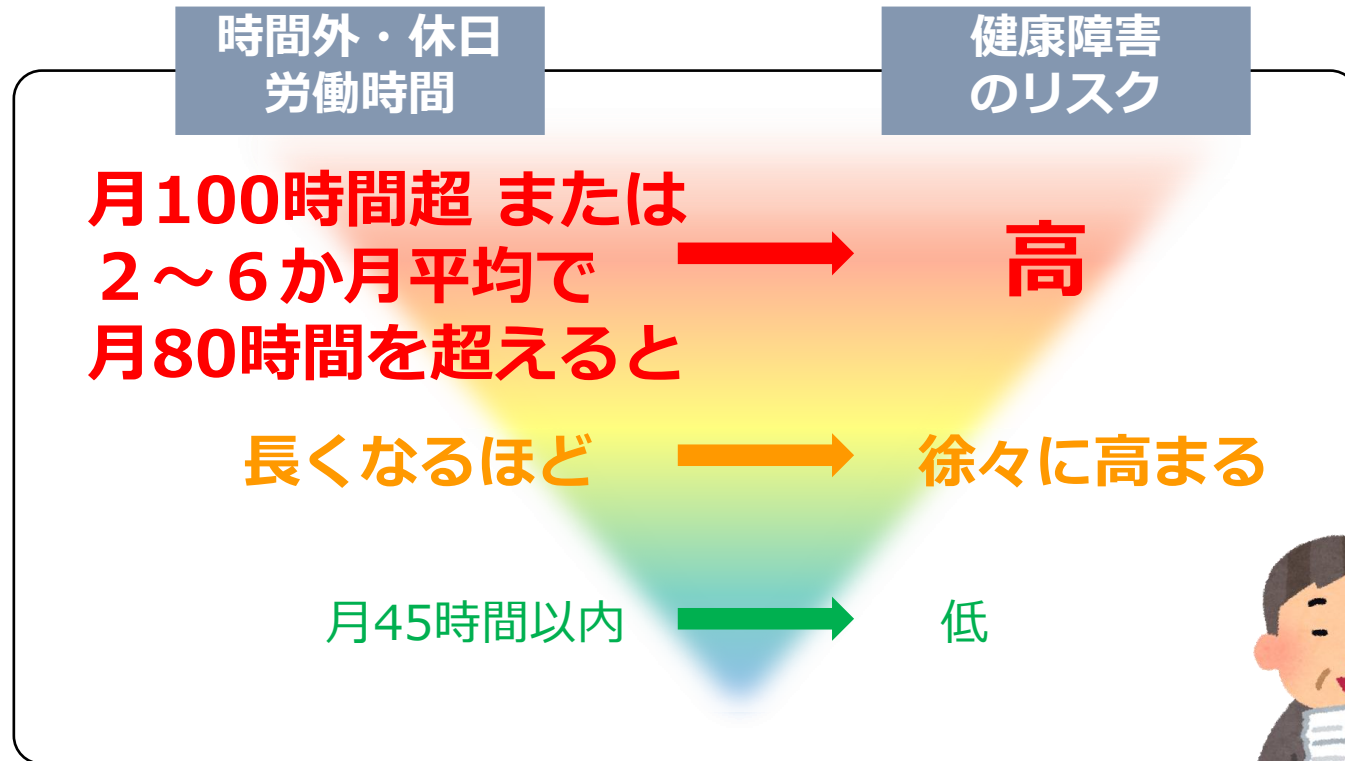 時間外・休日
労働時間
健康障害
のリスク
月100時間超 または
２～６か月平均で
月80時間を超えると
高
長くなるほど
徐々に高まる
月45時間以内
低